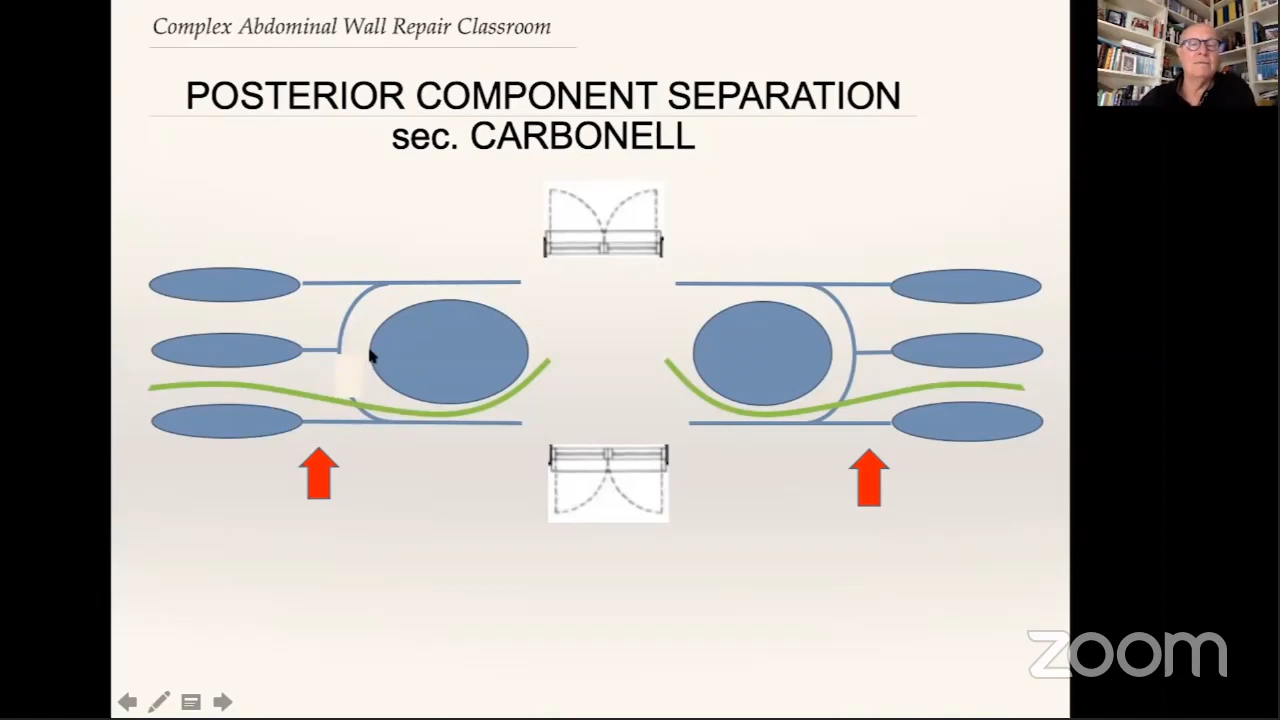 Complex Abdominal Wall Repair Classroom
POSTERIOR COMPONENT SEPARATION
sec. CARBONELL
zoom